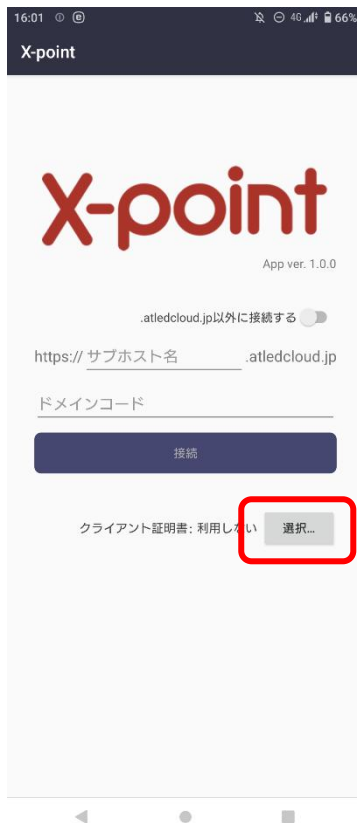 16:01 4G 66%
X-point
X-point
App ver. 1.0.0
.atledcloud.jp以外に接続する
https:// サブホスト名 .atledcloud.jp
ドメインコード
接続
クライアント証明書: 利用しない 選択...